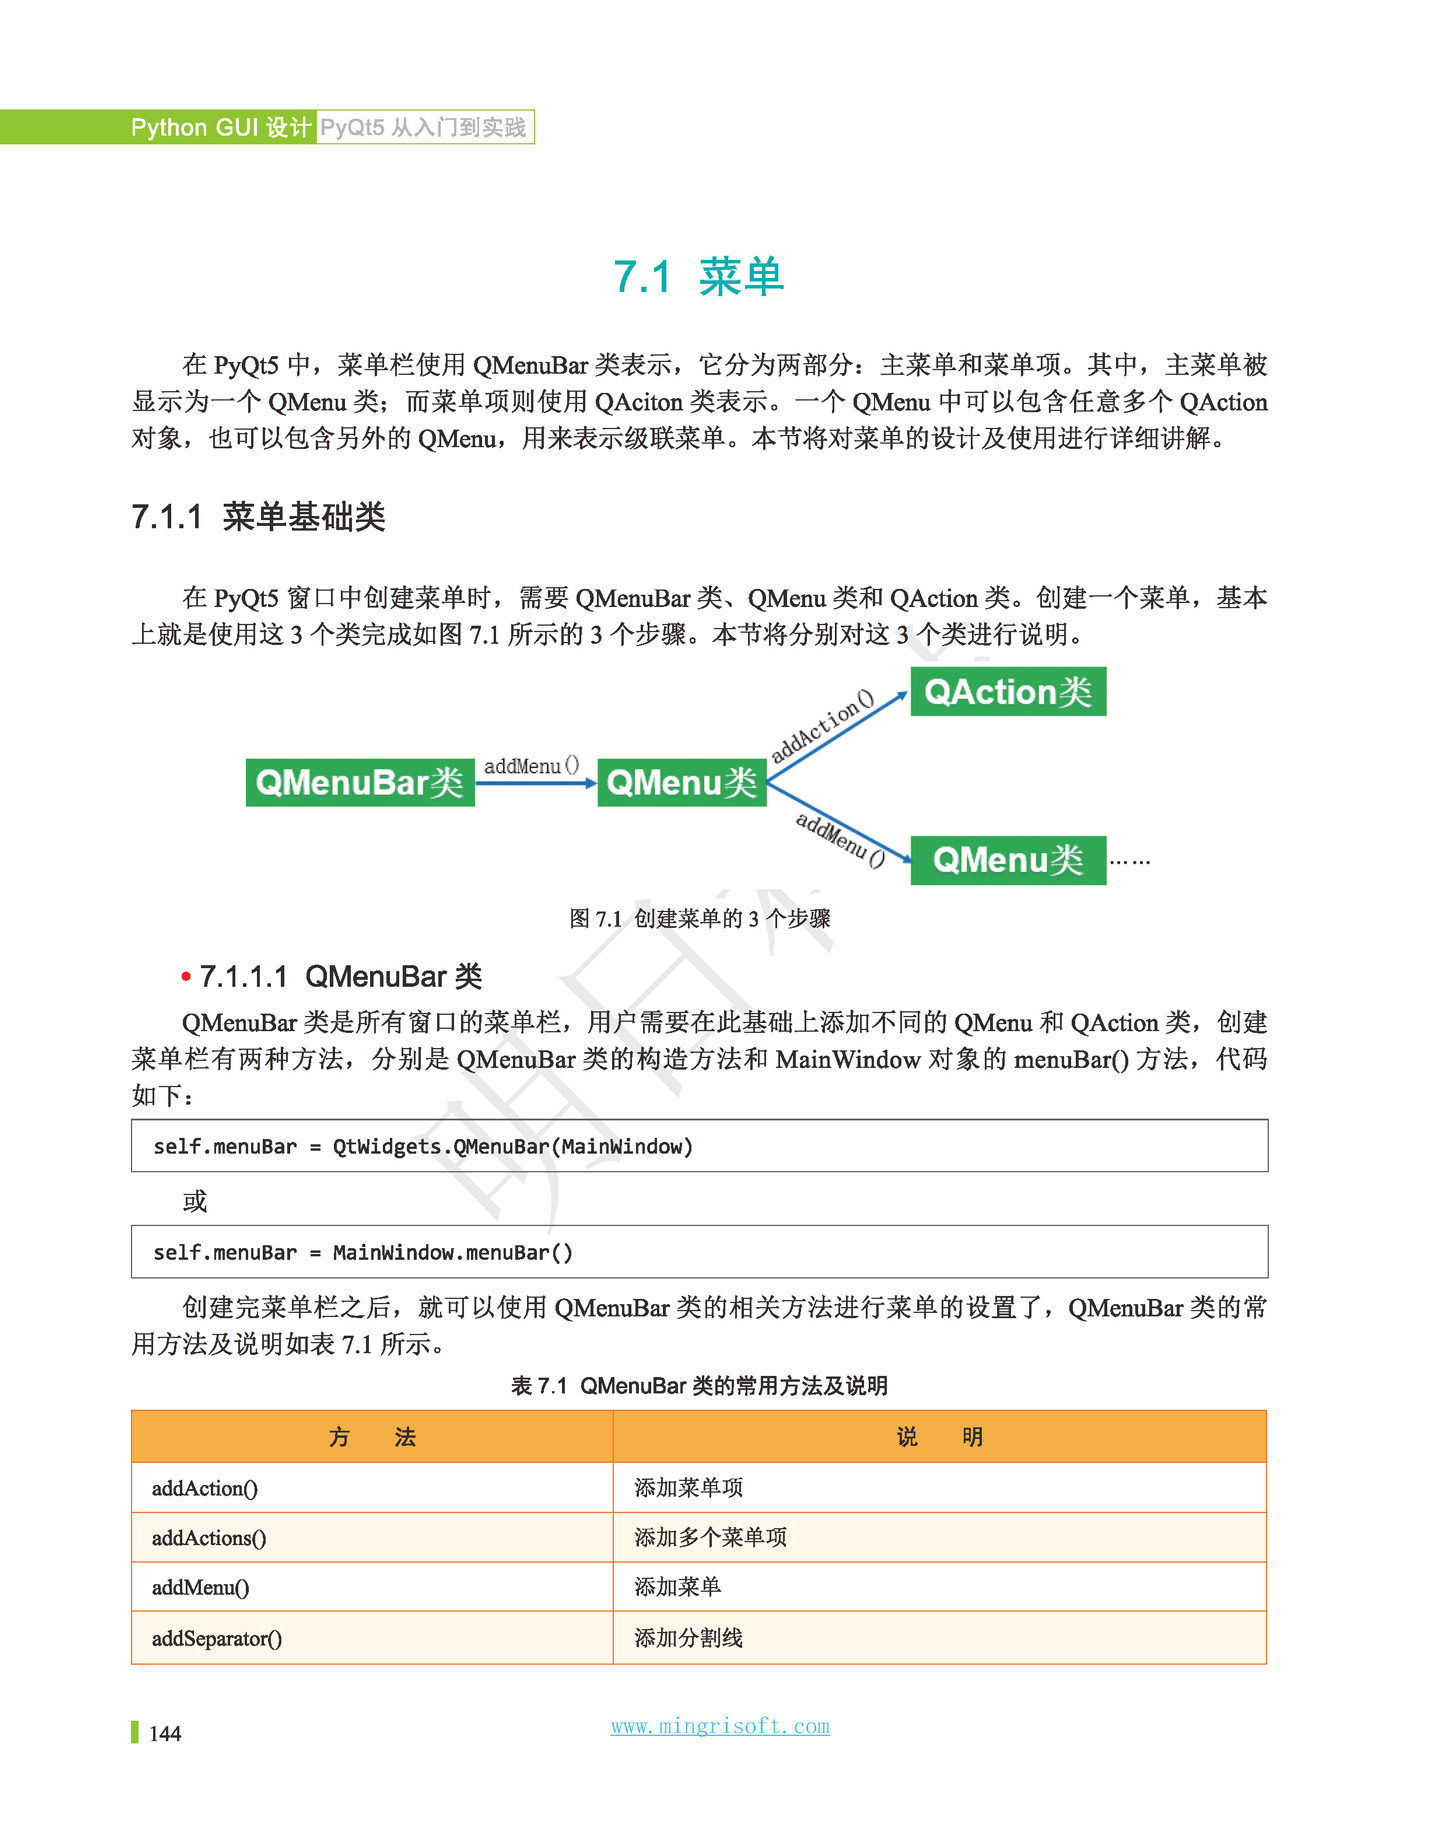 Python GUI 设计 PyQt5 从入门到实践
7.1 菜单
在 PyQt5 中，菜单栏使用 QMenuBar 类表示，它分为两部分：主菜单和菜单项。其中，主菜单被
显示为一个 QMenu 类；而菜单项则使用 QAciton 类表示。一个 QMenu 中可以包含任意多个 QAction
对象，也可以包含另外的 QMenu，用来表示级联菜单。本节将对菜单的设计及使用进行详细讲解。
7.1.1 菜单基础类
在 PyQt5 窗口中创建菜单时，需要 QMenuBar 类、QMenu 类和 QAction 类。创建一个菜单，基本
上就是使用这 3 个类完成如图 7.1 所示的 3 个步骤。本节将分别对这 3 个类进行说明。
QMenuBar类
addMenu()
QMenu类
addAction()
QAction类
addMenu()
QMenu类 ……
图 7.1 创建菜单的 3 个步骤
• 7.1.1.1 QMenuBar 类
QMenuBar 类是所有窗口的菜单栏，用户需要在此基础上添加不同的 QMenu 和 QAction 类，创建
菜单栏有两种方法，分别是 QMenuBar 类的构造方法和 MainWindow 对象的 menuBar() 方法，代码
如下：
self.menuBar = QtWidgets.QMenuBar(MainWindow)
或
self.menuBar = MainWindow.menuBar()
创建完菜单栏之后，就可以使用 QMenuBar 类的相关方法进行菜单的设置了，QMenuBar 类的常
用方法及说明如表 7.1 所示。
表 7.1 QMenuBar 类的常用方法及说明
方 法 说 明
addAction() 添加菜单项
addActions() 添加多个菜单项
addMenu() 添加菜单
addSeparator() 添加分割线
144
www.mingrisoft.com
明日